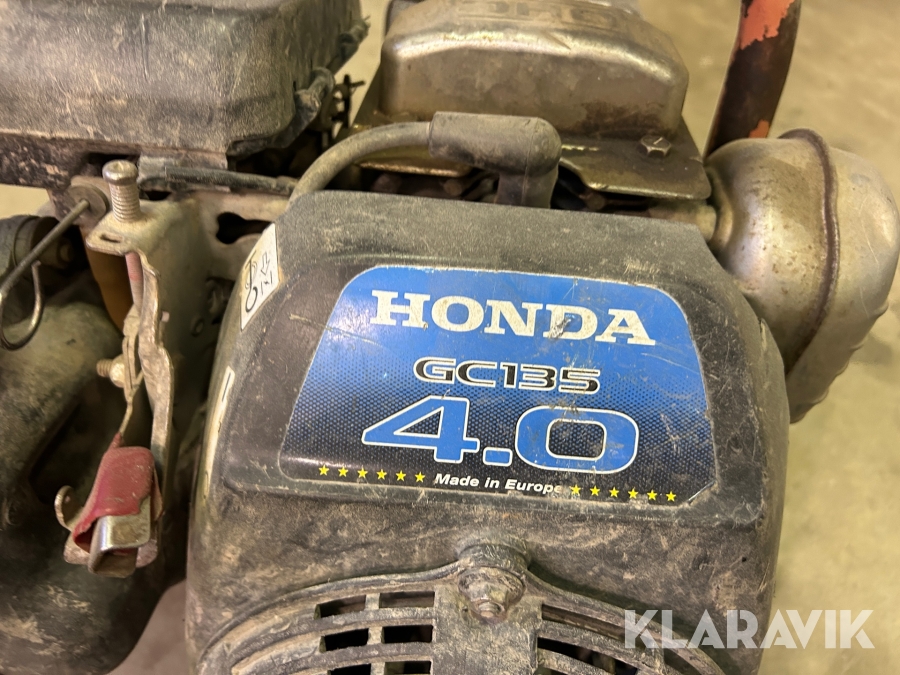 HONDA
GC135
4.0
Made in Europe
KLARAVIK